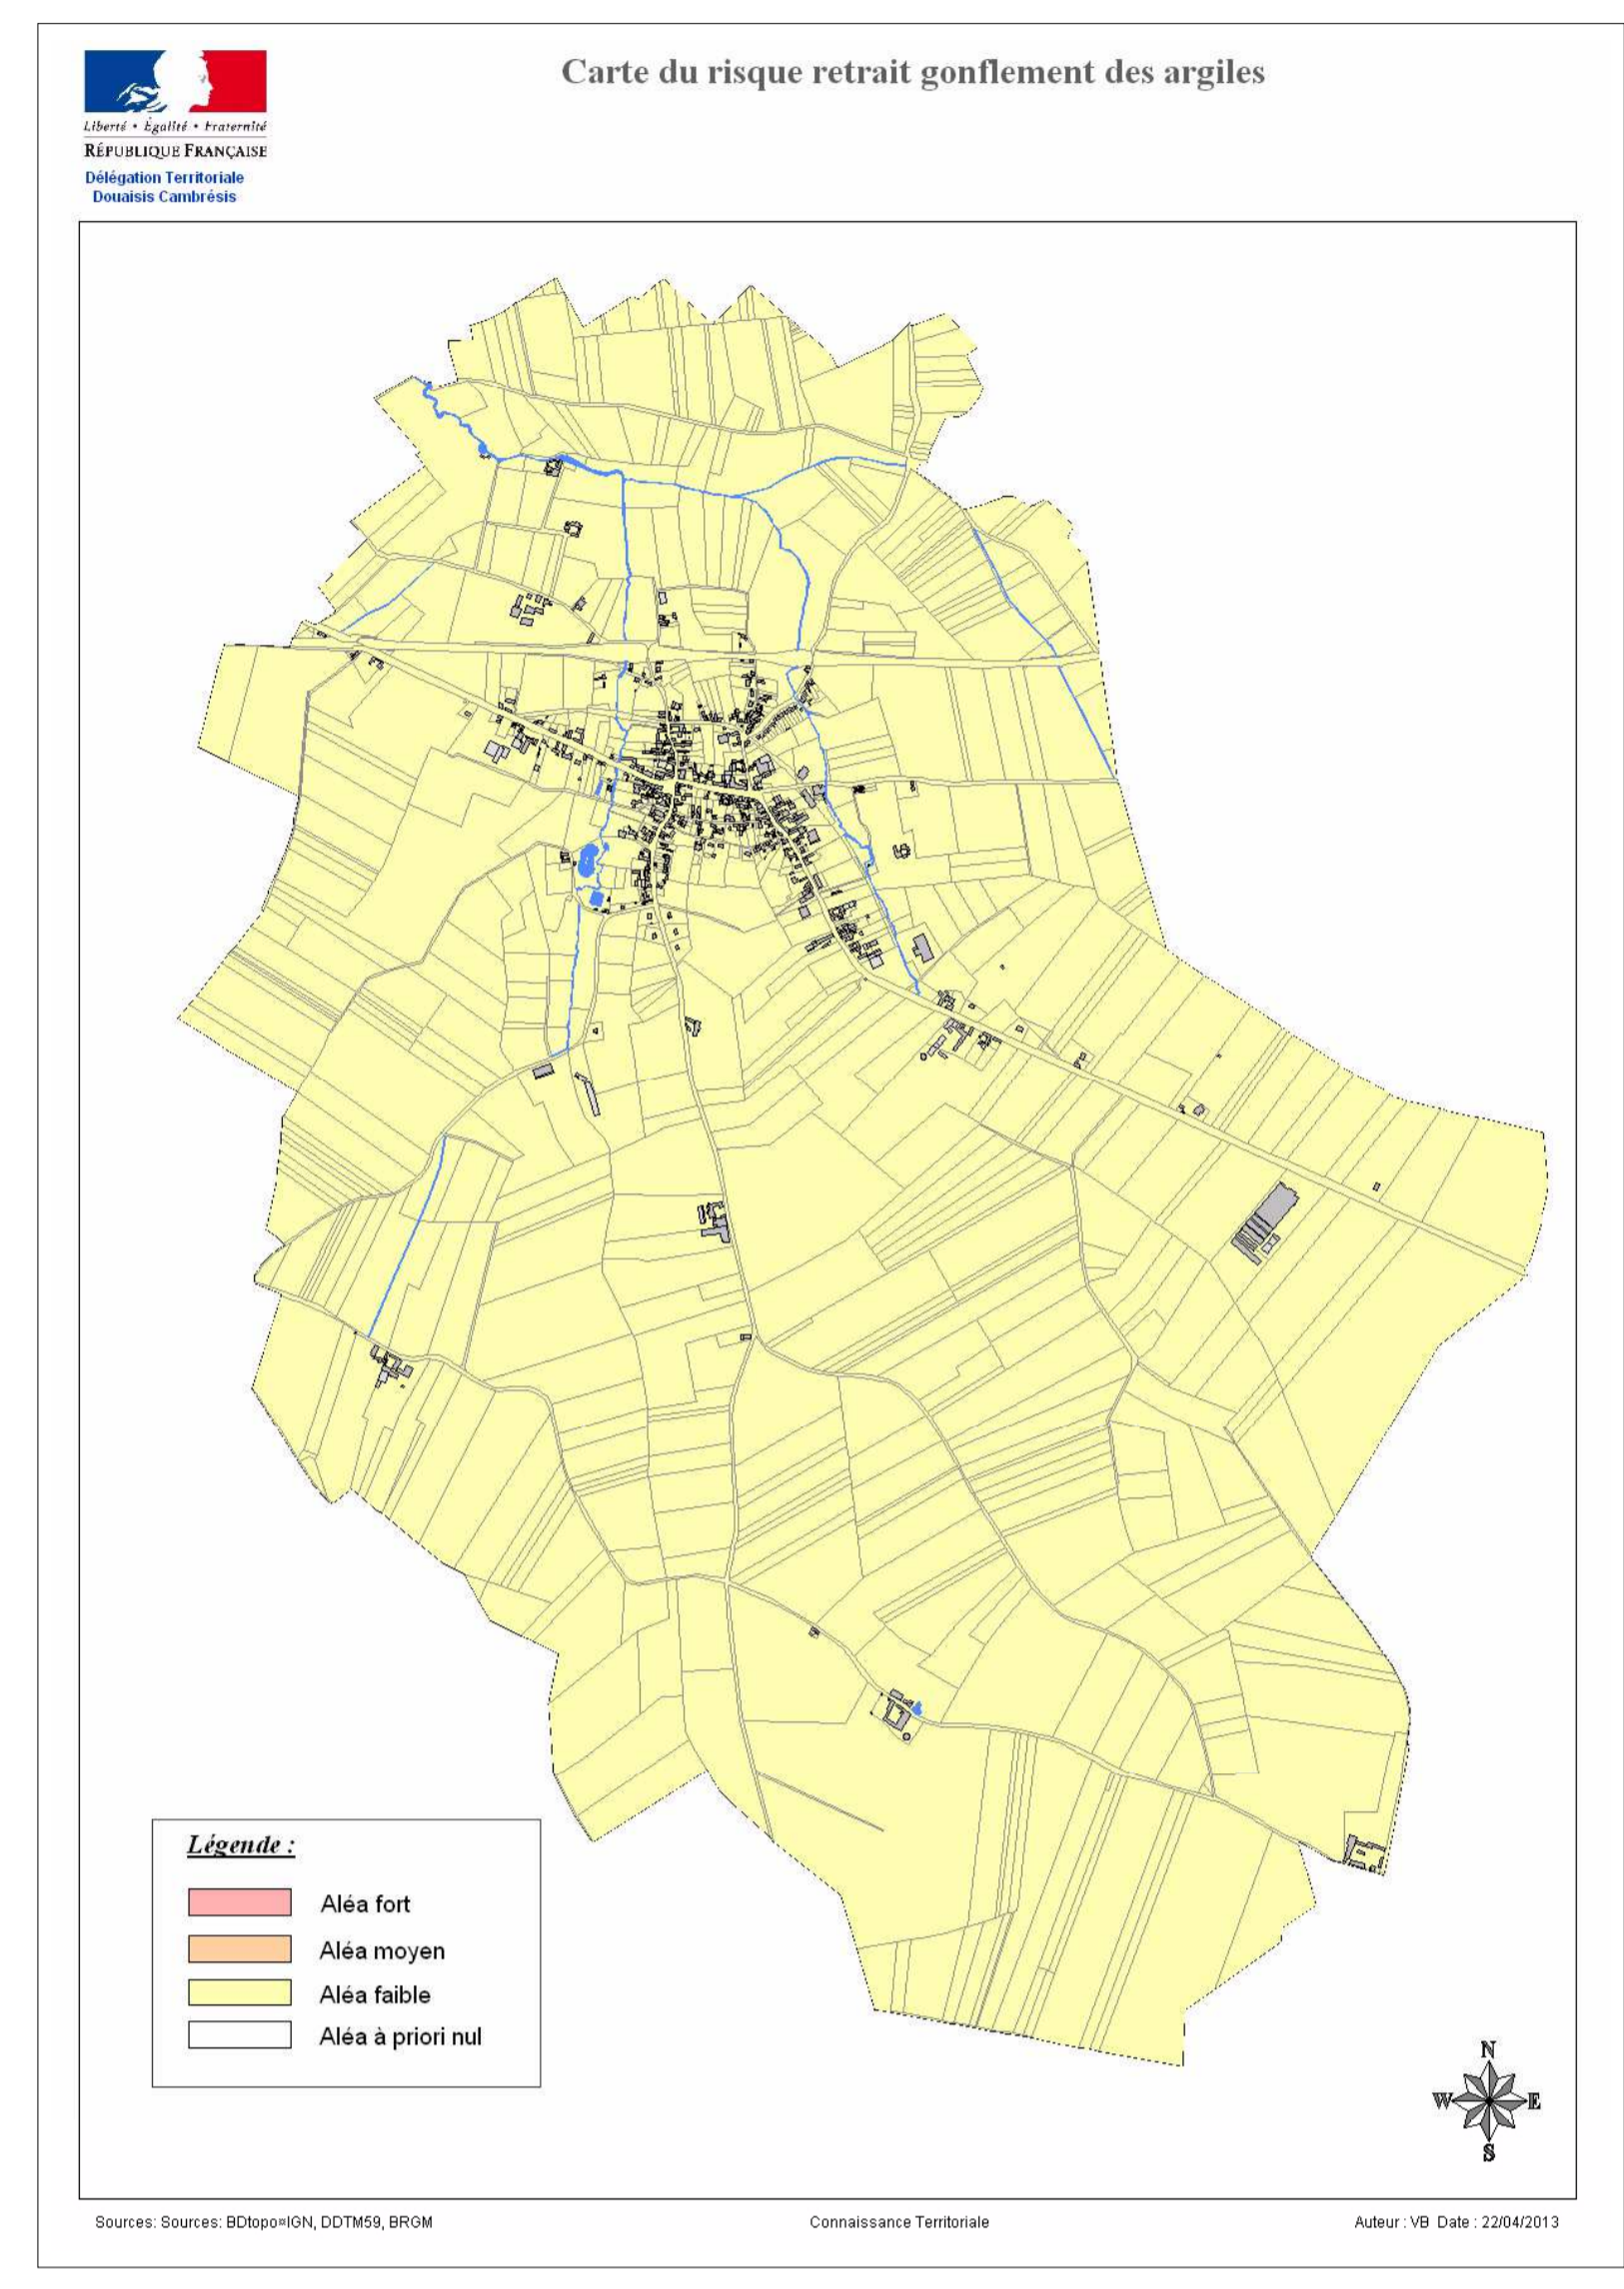 Carte du risque retrait gonflement des argiles
Liberté • Égalité • Fraternité
RÉPUBLIQUE FRANÇAISE
Délégation Territoriale
Douaisis Cambrésis
Légende :
Aléa fort
Aléa moyen
Aléa faible
Aléa à priori nul
N
W E
S
Sources: Sources: BDtopo¤IGN, DDTM59, BRGM
Connaissance Territoriale
Auteur : VB Date : 22/04/2013